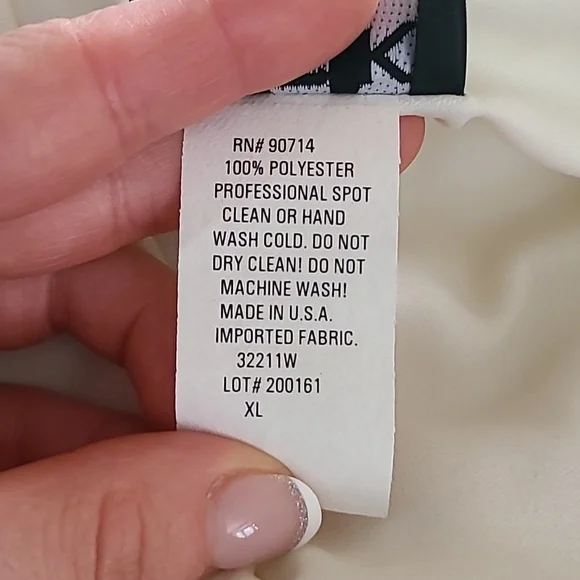 RN# 90714
100% POLYESTER
PROFESSIONAL SPOT
CLEAN OR HAND
WASH COLD. DO NOT
DRY CLEAN! DO NOT
MACHINE WASH!
MADE IN U.S.A.
IMPORTED FABRIC.
32211W
LOT# 200161
XL